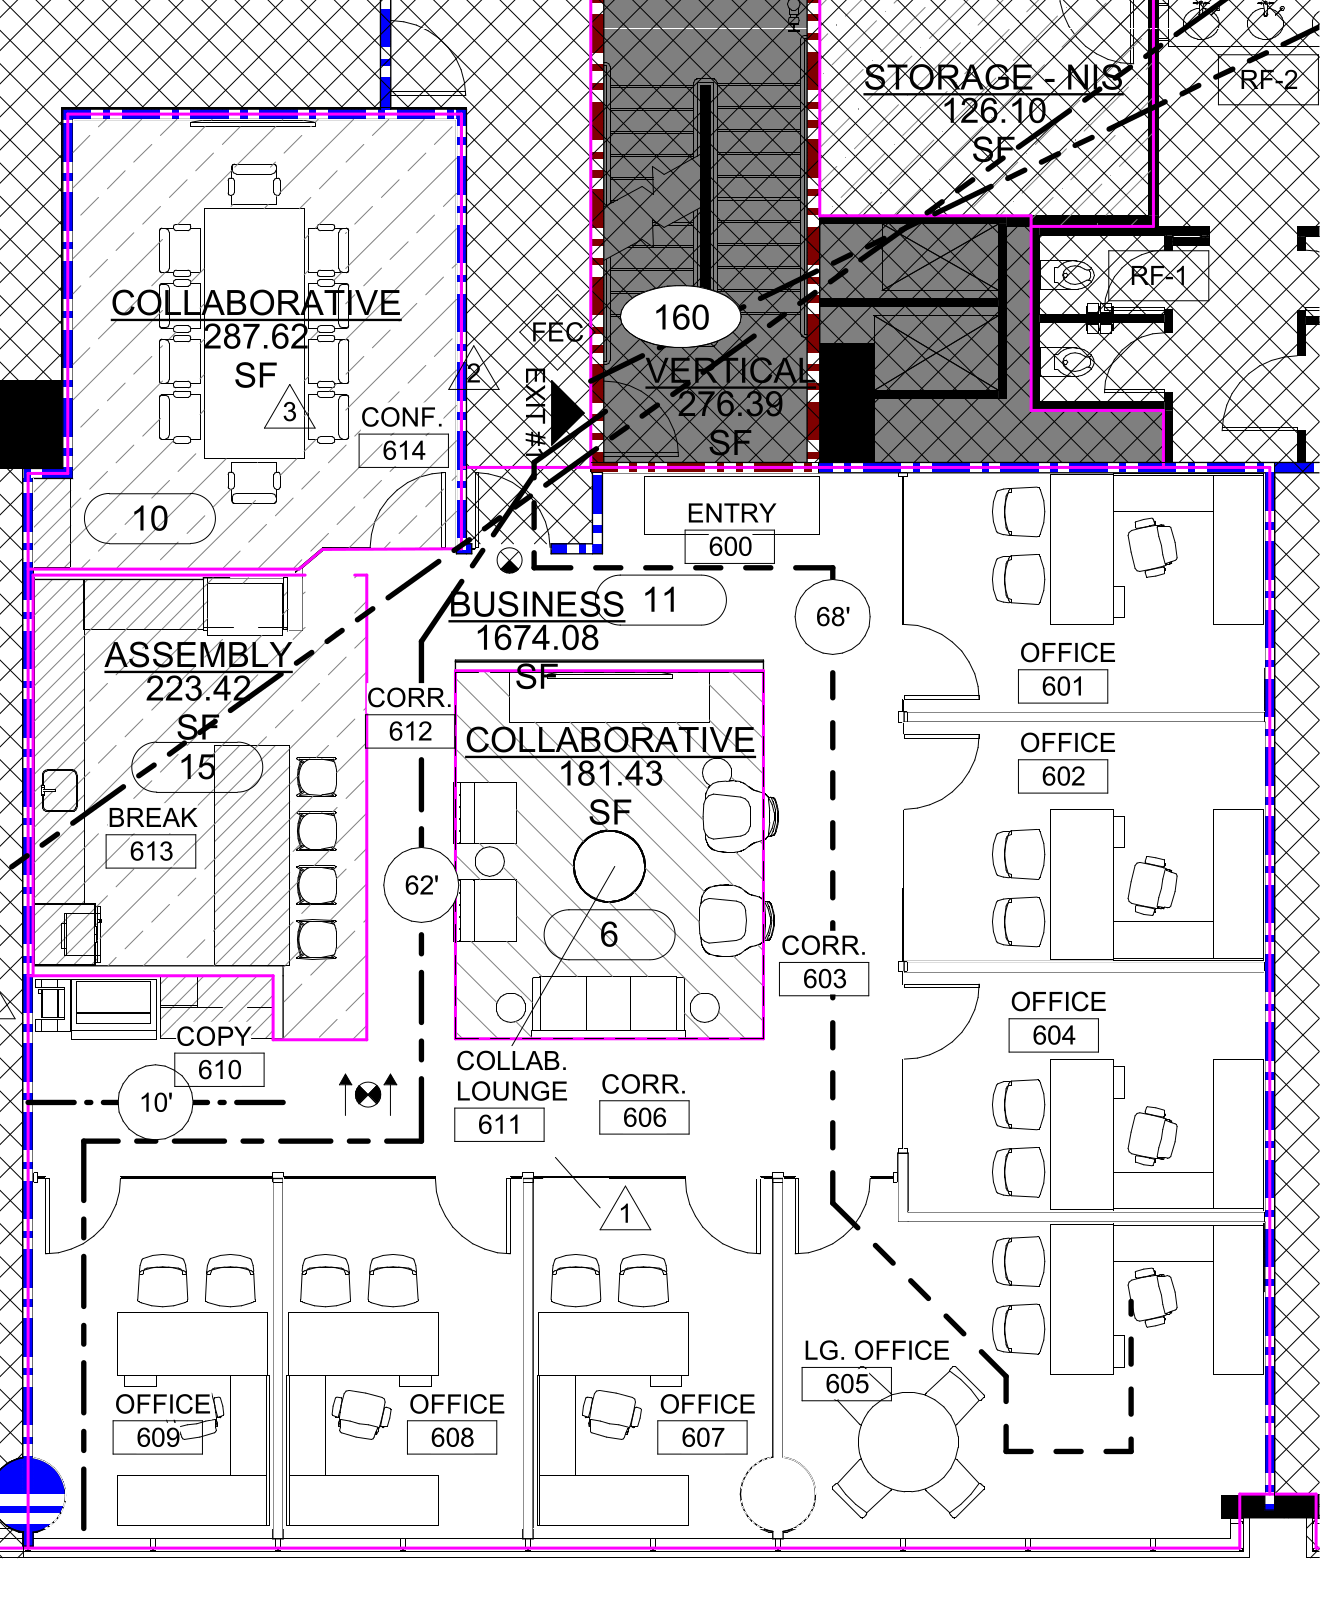 STORAGE - NIS
126.10
SF
RF-2
RF-1
160
FEC
EXIT #1
VERTICAL
276.39
SF
COLLABORATIVE
287.62
SF
2
3
CONF.
614
10
ENTRY
600
11
68'
BUSINESS
1674.08
SF
ASSEMBLY
223.42
SF
15
CORR.
612
COLLABORATIVE
181.43
SF
OFFICE
601
OFFICE
602
BREAK
613
62'
6
CORR.
603
OFFICE
604
COPY
610
10'
COLLAB.
LOUNGE
611
CORR.
606
1
LG. OFFICE
605
OFFICE
609
OFFICE
608
OFFICE
607